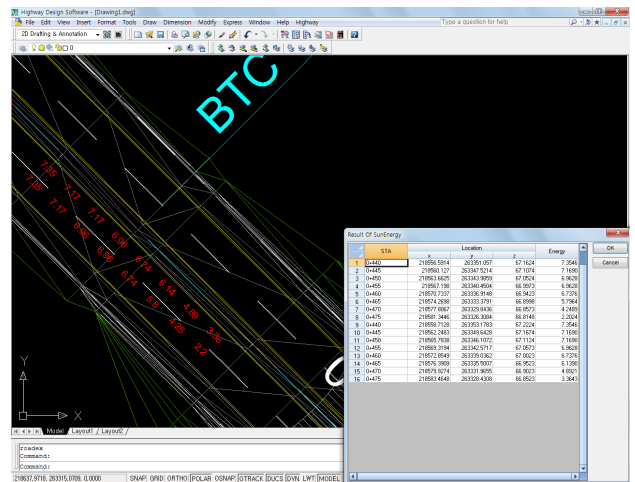 Highway Design Software - [Drawing1.dwg]
File Edit View Insert Format Tools Draw Dimension Modify Express Window Help Highway
Type a question for help
2D Drafting & Annotation
0
BTC
7.35
7.35
7.17
7.17
7.17
6.96
6.96
6.96
6.74
6.74
6.14
5.8
4.89
4.25
3.36
2.2
Y
X
Result Of SunEnergy
STA Location Energy
x y z
1 0+440 218556.5914 263351.057 67.1624 7.3546
2 0+445 218560.127 263347.5214 67.1074 7.1690
3 0+450 218563.6625 263343.9859 67.0524 6.9628
4 0+455 218567.198 263340.4504 66.9973 6.9628
5 0+460 218570.7337 263336.9148 66.9423 6.7376
6 0+465 218574.2698 263333.3791 66.8998 5.7964
7 0+470 218577.8067 263329.8436 66.8573 4.2489
8 0+475 218581.3446 263326.3084 66.8148 2.2024
9 0+440 218558.7128 263353.1783 67.2224 7.3546
10 0+445 218562.2483 263349.6428 67.1674 7.1690
11 0+450 218565.7838 263346.1072 67.1124 7.1690
12 0+455 218569.3194 263342.5717 67.0573 6.9628
13 0+460 218572.8549 263339.0362 67.0023 6.7376
14 0+465 218576.3909 263335.5007 66.9523 6.1390
15 0+470 218579.9274 263331.9655 66.9023 4.8921
16 0+475 218583.4648 263328.4308 66.8523 3.3643
OK
Cancel
Model Layout1 Layout2
roadex
Command:
Command:
218637.9718, 263315.0709, 0.0000 SNAP GRID ORTHO POLAR OSNAP OTRACK DUCS DYN LWT MODEL